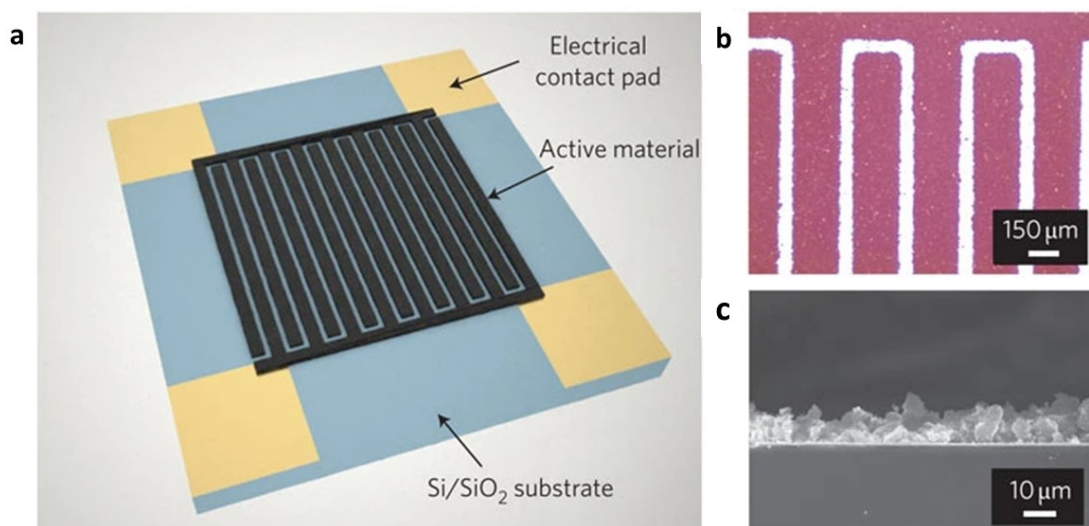 a
Electrical
contact pad
Active material
Si/SiO₂ substrate
b
150 µm
c
10 µm